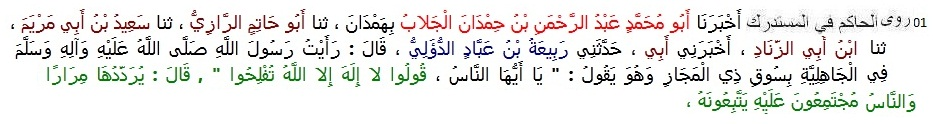 01 روى الحاكم في المستدرك أَخْبَرَنَا أَبُو مُحَمَّدٍ عَبْدُ الرَّحْمَنِ بْنُ حَمْدَانَ الْجَلابُ بِهَمْدَانَ ، ثنا أَبُو حَاتِمٍ الرَّازِيُّ ، ثنا سَعِيدُ بْنُ أَبِي مَرْيَمَ ،
ثنا ابْنُ أَبِي الزِّنَادِ ، أَخْبَرَنِي أَبِي ، حَدَّثَنِي رَبِيعَةُ بْنُ عَبَّادٍ الدُّؤَلِيُّ ، قَالَ : رَأَيْتُ رَسُولَ اللَّهِ صَلَّى اللَّهُ عَلَيْهِ وَآلِهِ وَسَلَّمَ
فِي الْجَاهِلِيَّةِ بِسُوقِ ذِي الْمَجَازِ وَهُوَ يَقُولُ : " يَا أَيُّهَا النَّاسُ ، قُولُوا لا إِلَهَ إِلا اللَّهُ تُفْلِحُوا " , قَالَ : يُرَدِّدُهَا مِرَارًا
وَالنَّاسُ مُجْتَمِعُونَ عَلَيْهِ يَتَّبِعُونَهُ ،